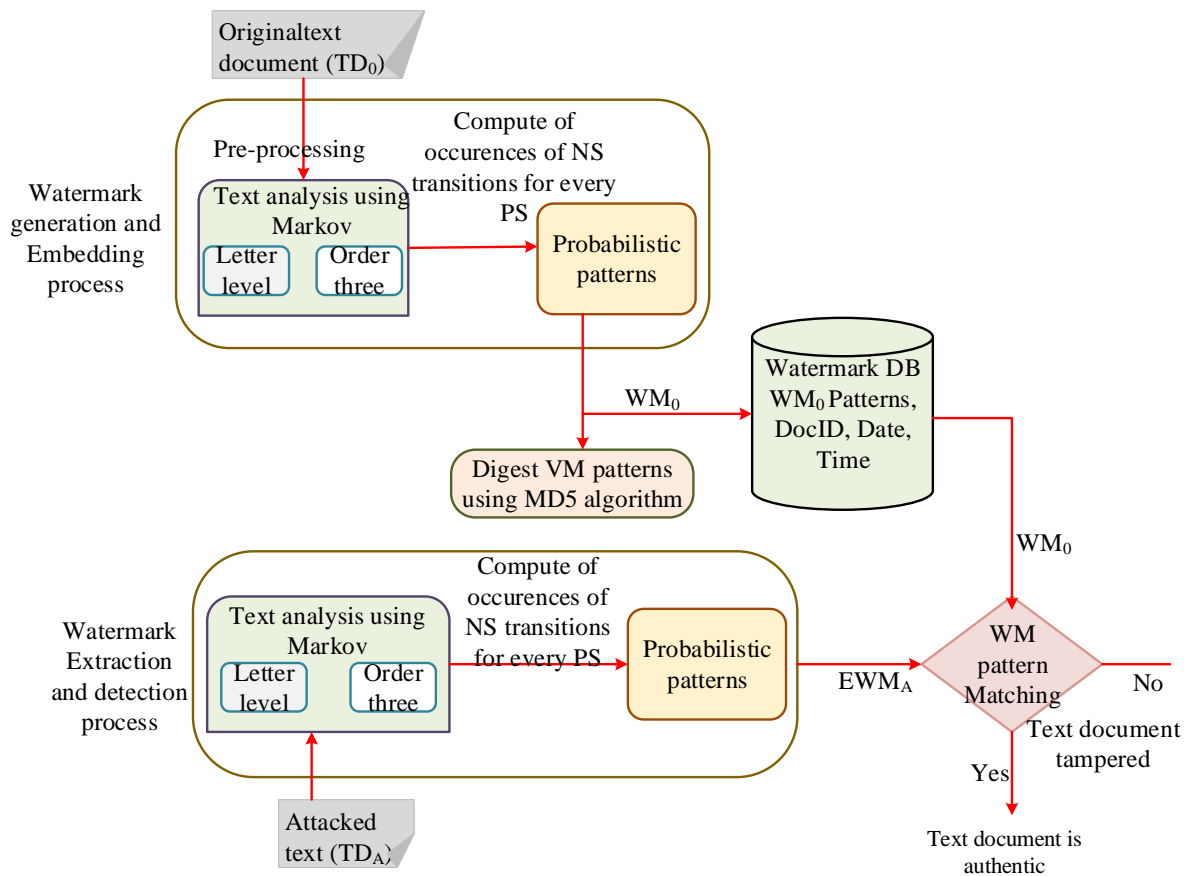 Originaltext
document (TD₀)
Pre-processing
Compute of
occurences of NS
transitions for every
PS
Watermark
generation and
Embedding
process
Text analysis using
Markov
Letter
level
Order
three
Probabilistic
patterns
WM₀
Watermark DB
WM₀ Patterns,
DocID, Date,
Time
Digest VM patterns
using MD5 algorithm
WM₀
Watermark
Extraction
and detection
process
Text analysis using
Markov
Letter
level
Order
three
Compute of
occurences of
NS transitions
for every PS
Probabilistic
patterns
EWM_A
WM
pattern
Matching
No
Text document
tampered
Yes
Text document is
authentic
Attacked
text (TD_A)